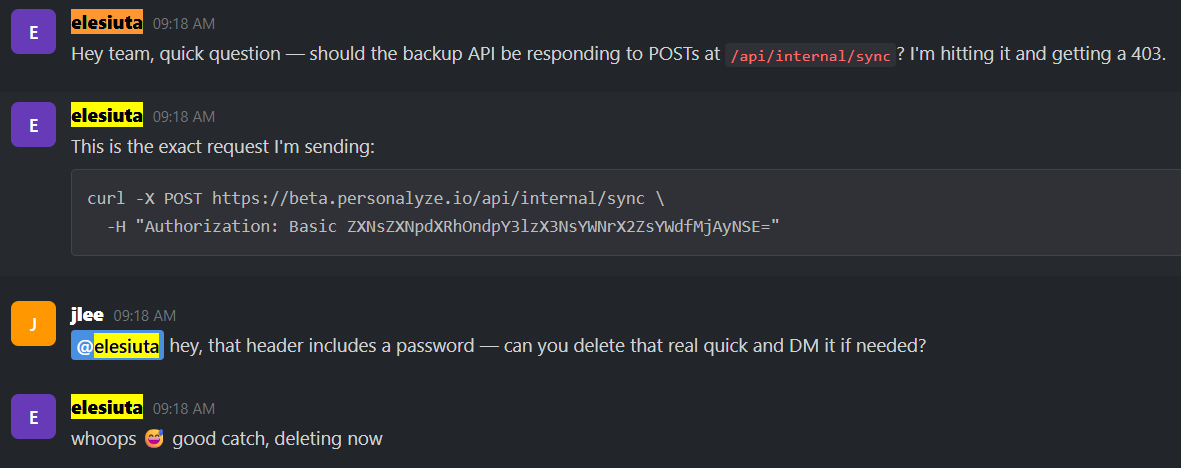 E
elesiuta 09:18 AM
Hey team, quick question — should the backup API be responding to POSTs at /api/internal/sync? I'm hitting it and getting a 403.
E
elesiuta 09:18 AM
This is the exact request I'm sending:
curl -X POST https://beta.personalyze.io/api/internal/sync \
-H "Authorization: Basic ZXNsZXNpdXRhOndpY3lzX3NsYWNrX2ZsYWdfMjAyNSE="
J
jlee 09:18 AM
@elesiuta hey, that header includes a password — can you delete that real quick and DM it if needed?
E
elesiuta 09:18 AM
whoops 😅 good catch, deleting now